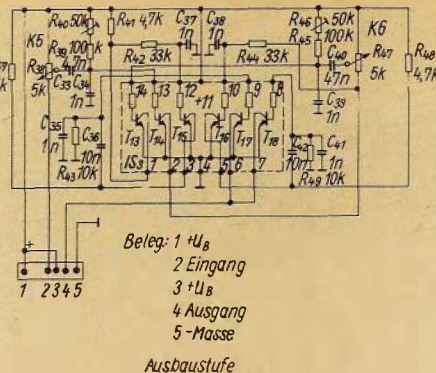 R40 50k
R41 4,7k
C37 1n
C38 1n
R46 50k
K6
K5
R39 100k
R42 33k
R44 33k
R45 100k
C40 47n
R47 5k
R48 4,7k
R38 5k
C33 4,7n
C34 1n
C39 1n
14 13 12 +11 10 9 8
T13 T14 T15 T16 T17 T18
C35 1n
C36 10n
R43 10k
IS3 1 2 3 4 5 6 7
C42 10n
C41 1n
R49 10k
+
1 2 3 4 5
Beleg: 1 +UB
2 Eingang
3 +UB
4 Ausgang
5 -Masse
Ausbaustufe